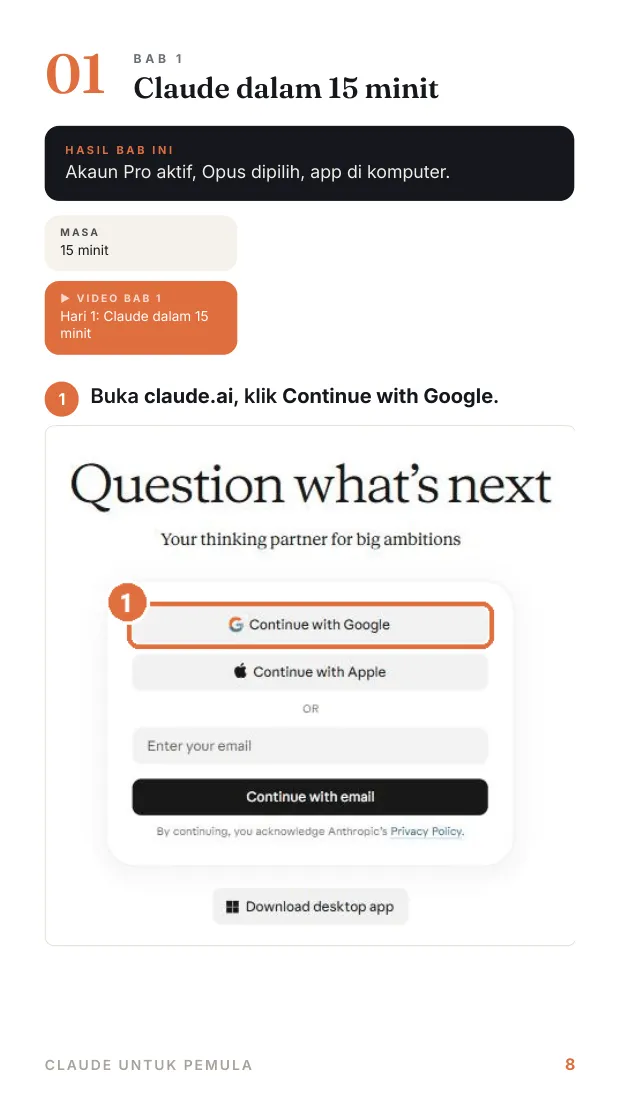 01
BAB 1
Claude dalam 15 minit
HASIL BAB INI
Akaun Pro aktif, Opus dipilih, app di komputer.
MASA
15 minit
▶ VIDEO BAB 1
Hari 1: Claude dalam 15
minit
1
Buka claude.ai, klik Continue with Google.
Question what's next
Your thinking partner for big ambitions
1
Continue with Google
Continue with Apple
OR
Enter your email
Continue with email
By continuing, you acknowledge Anthropic's Privacy Policy.
Download desktop app
CLAUDE UNTUK PEMULA
8